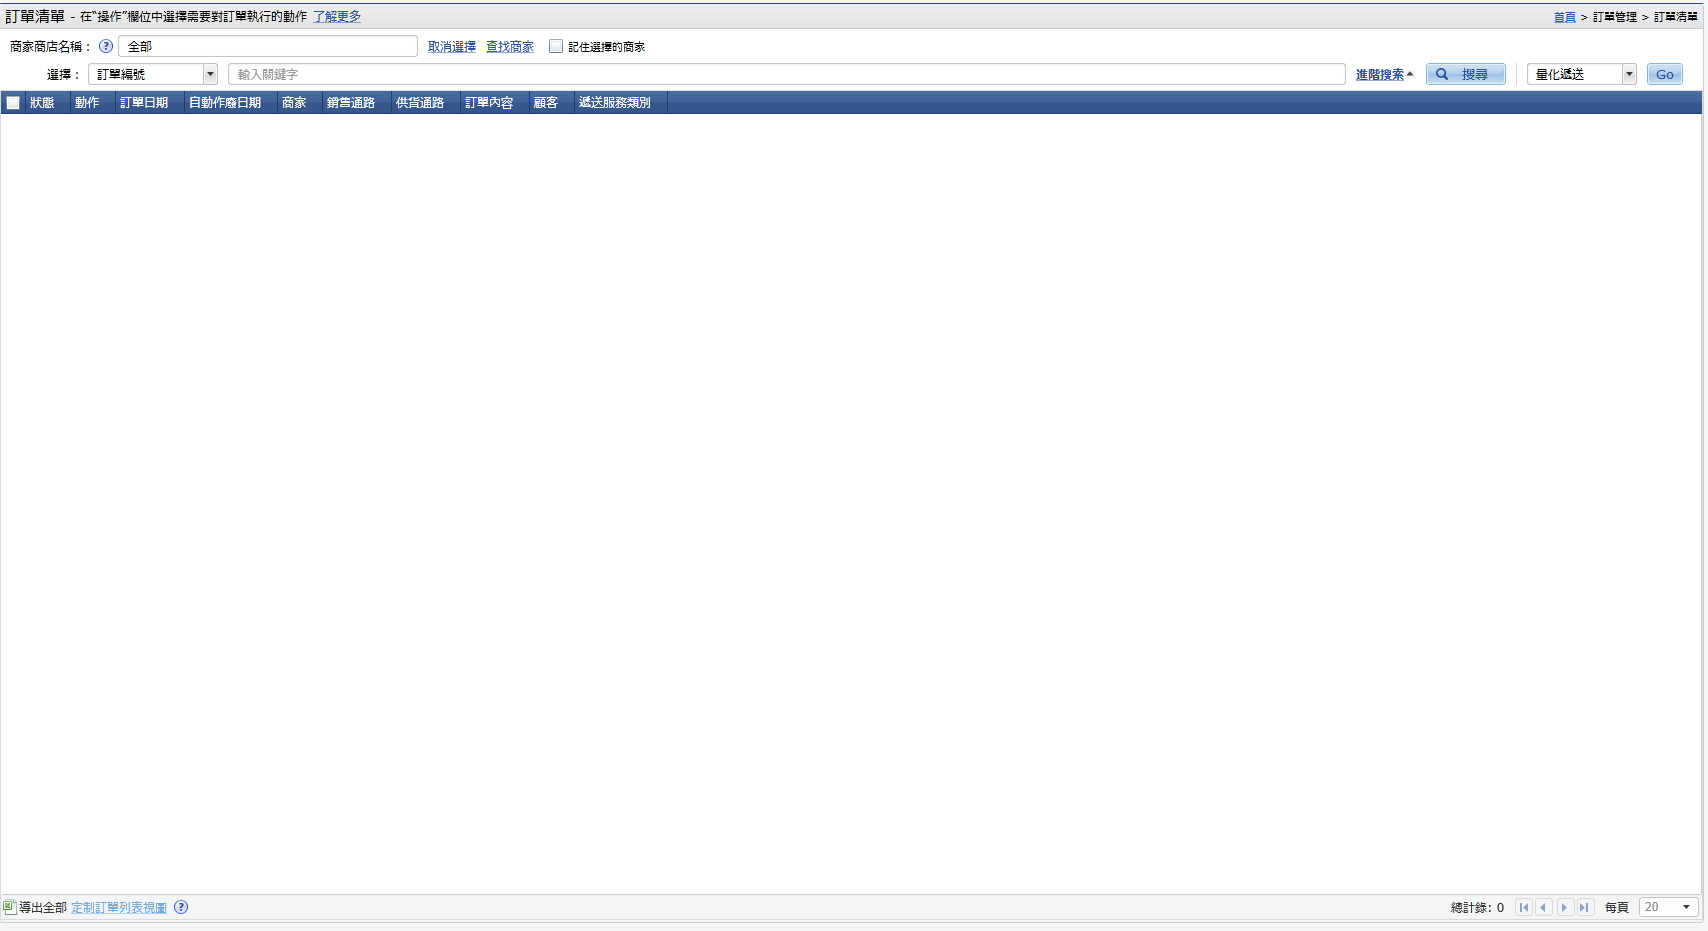 訂單清單 - 在“操作”欄位中選擇需要對訂單執行的動作 了解更多 首頁 > 訂單管理 > 訂單清單
商家商店名稱： ? 全部 取消選擇 查找商家 記住選擇的商家
選擇： 訂單編號 輸入關鍵字 進階搜索 搜尋 量化遞送 Go
狀態 動作 訂單日期 自動作廢日期 商家 銷售通路 供貨通路 訂單內容 顧客 遞送服務類別
導出全部 定制訂單列表視圖 ? 總計錄: 0 每頁 20